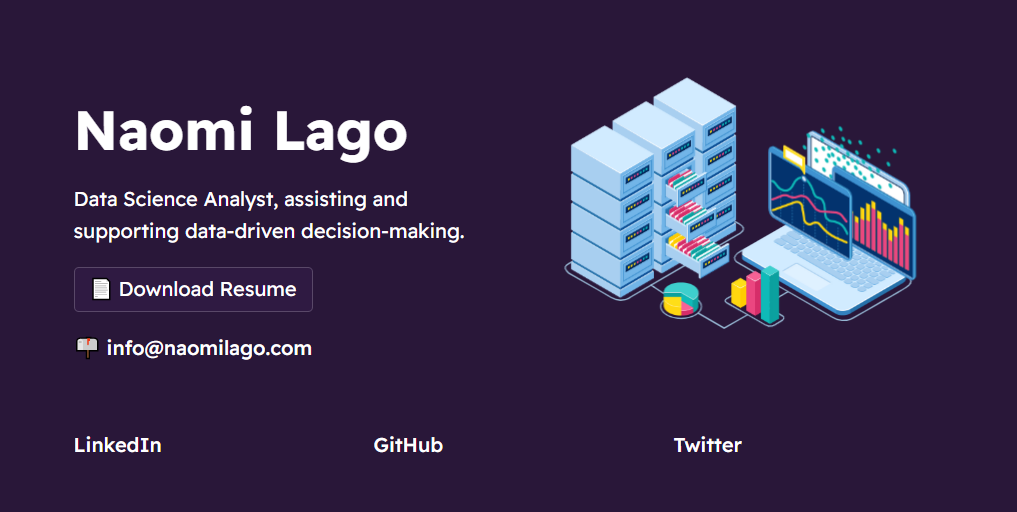 Naomi Lago
Data Science Analyst, assisting and
supporting data-driven decision-making.
Download Resume
info@naomilago.com
LinkedIn
GitHub
Twitter